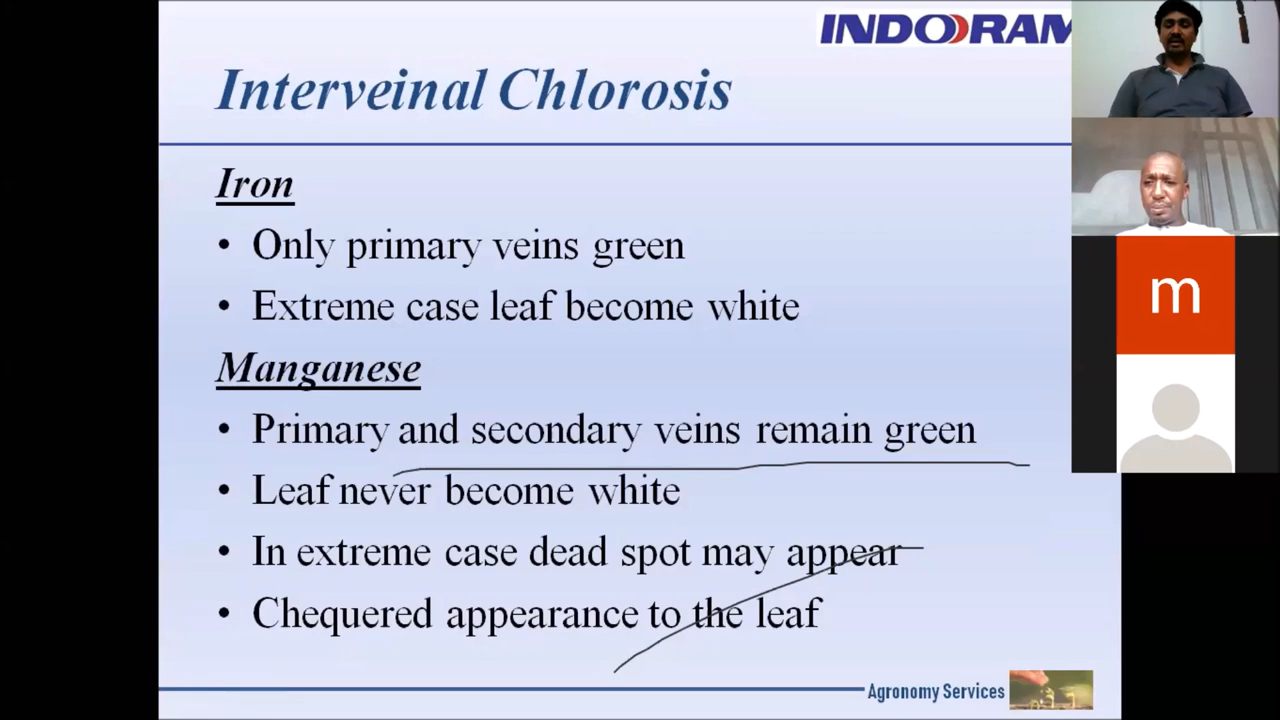 INDORAM
Interveinal Chlorosis
Iron
• Only primary veins green
• Extreme case leaf become white
Manganese
• Primary and secondary veins remain green
• Leaf never become white
• In extreme case dead spot may appear
• Chequered appearance to the leaf
Agronomy Services
m